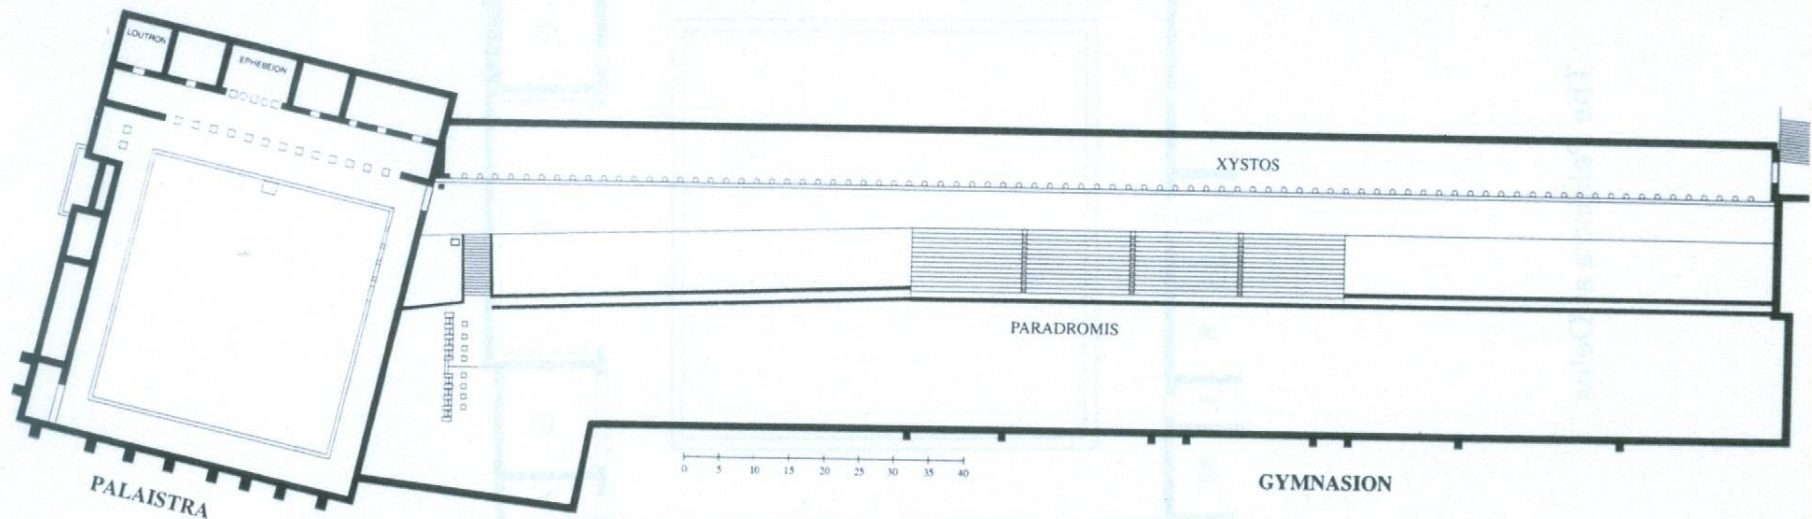 LOUTRON
EPHEBEION
XYSTOS
PARADROMIS
0 5 10 15 20 25 30 35 40
PALAISTRA
GYMNASION